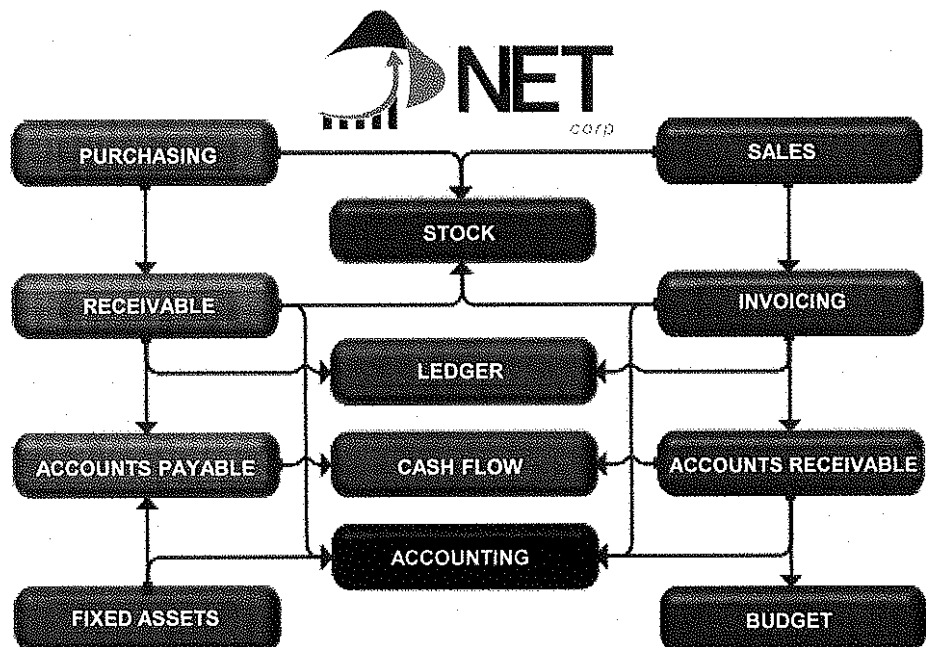 NET
corp
PURCHASING
SALES
STOCK
RECEIVABLE
INVOICING
LEDGER
ACCOUNTS PAYABLE
CASH FLOW
ACCOUNTS RECEIVABLE
ACCOUNTING
FIXED ASSETS
BUDGET